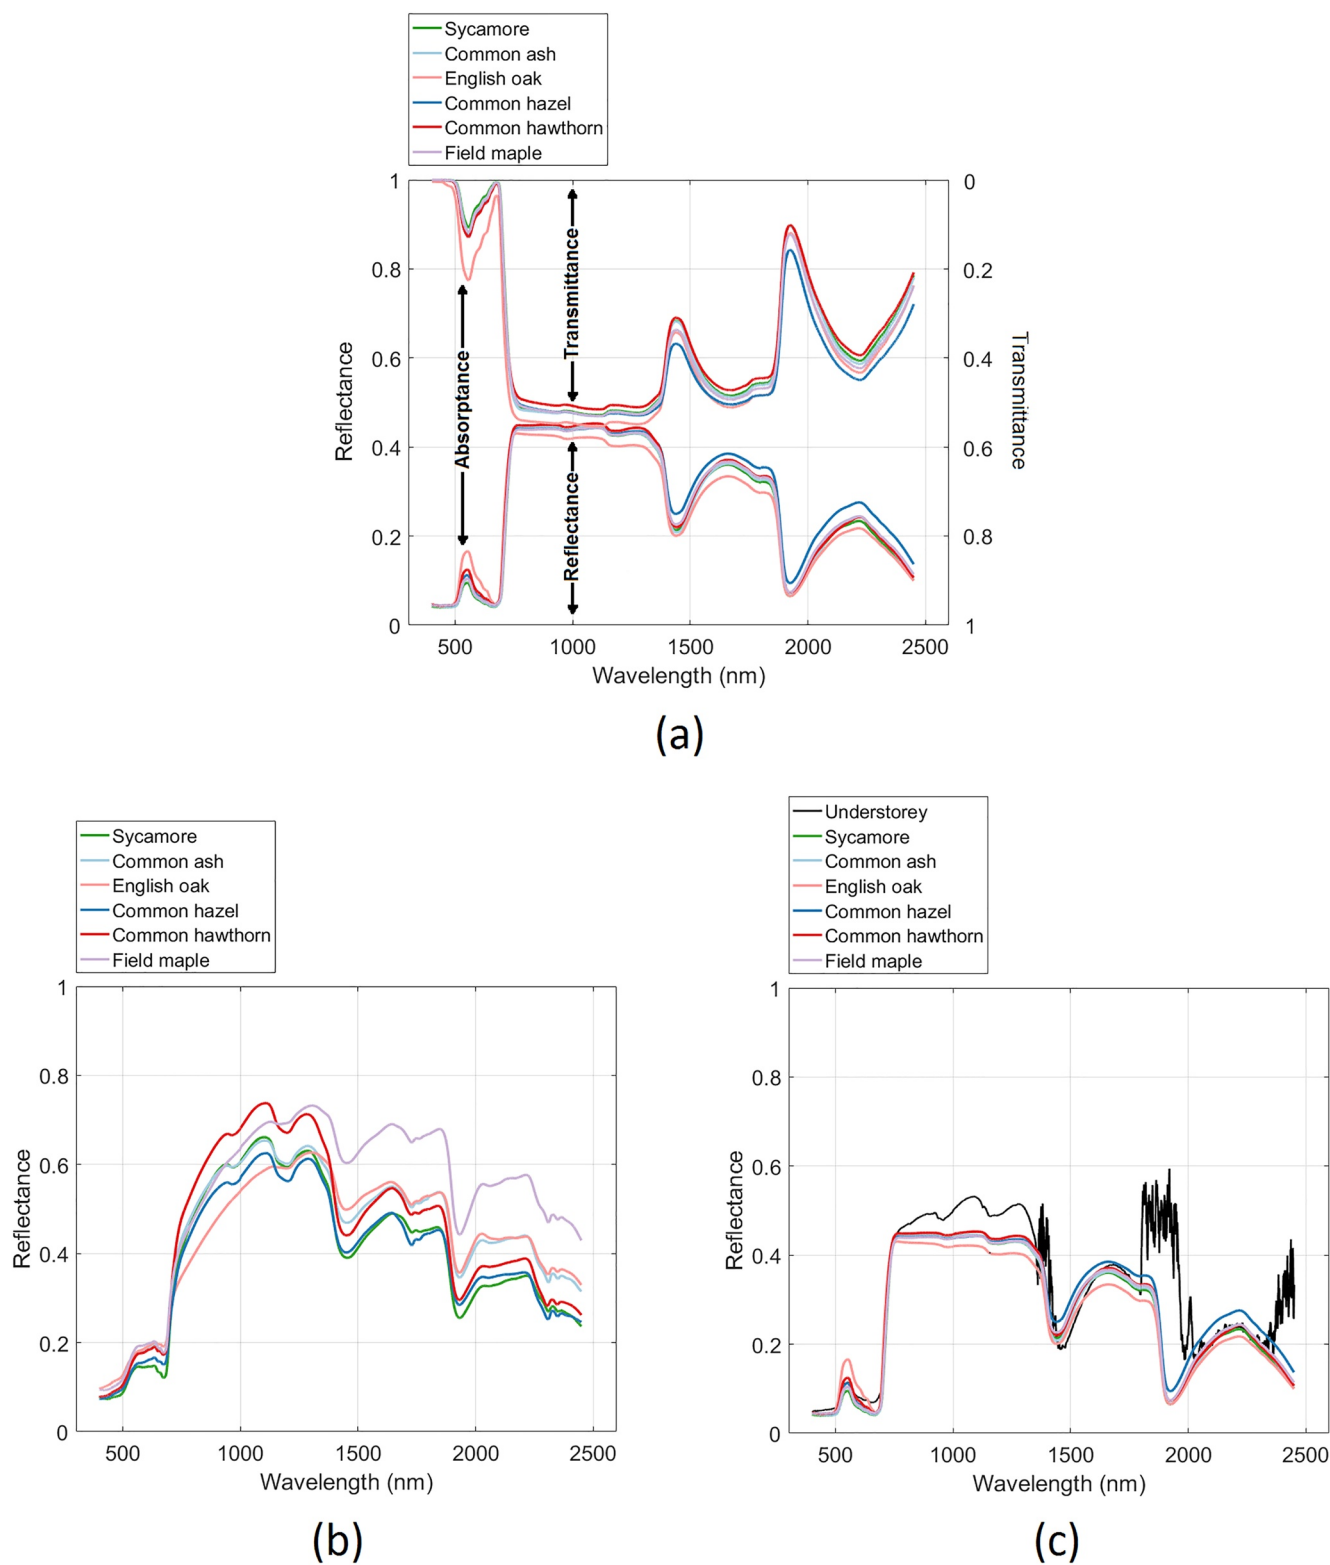 Sycamore
Common ash
English oak
Common hazel
Common hawthorn
Field maple
1
0.8
0.6
0.4
0.2
0
0
0.2
0.4
0.6
0.8
1
Reflectance
Absorptance
Transmittance
Reflectance
Transmittance
500 1000 1500 2000 2500
Wavelength (nm)
(a)
Sycamore
Common ash
English oak
Common hazel
Common hawthorn
Field maple
1
0.8
0.6
0.4
0.2
0
Reflectance
500 1000 1500 2000 2500
Wavelength (nm)
(b)
Understorey
Sycamore
Common ash
English oak
Common hazel
Common hawthorn
Field maple
1
0.8
0.6
0.4
0.2
0
Reflectance
500 1000 1500 2000 2500
Wavelength (nm)
(c)